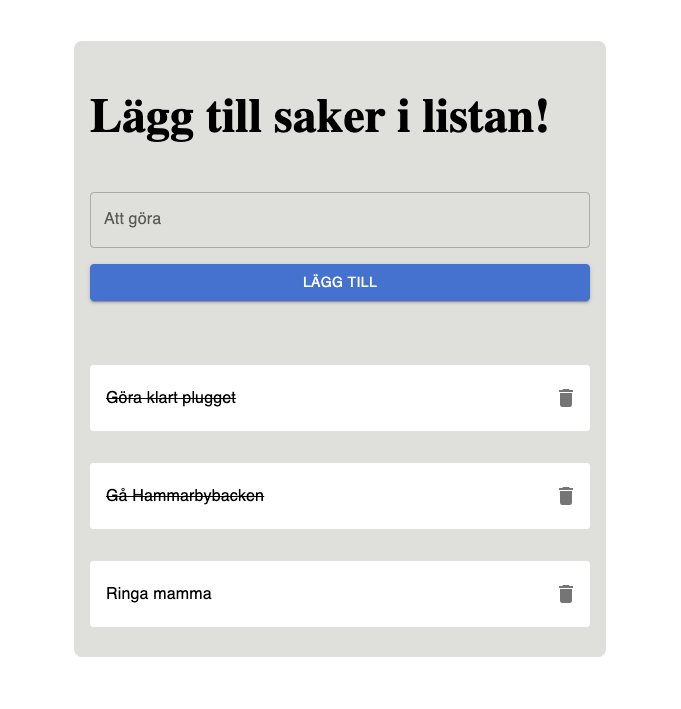 Lägg till saker i listan!
Att göra
LÄGG TILL
Göra klart plugget
Gå Hammarbybacken
Ringa mamma